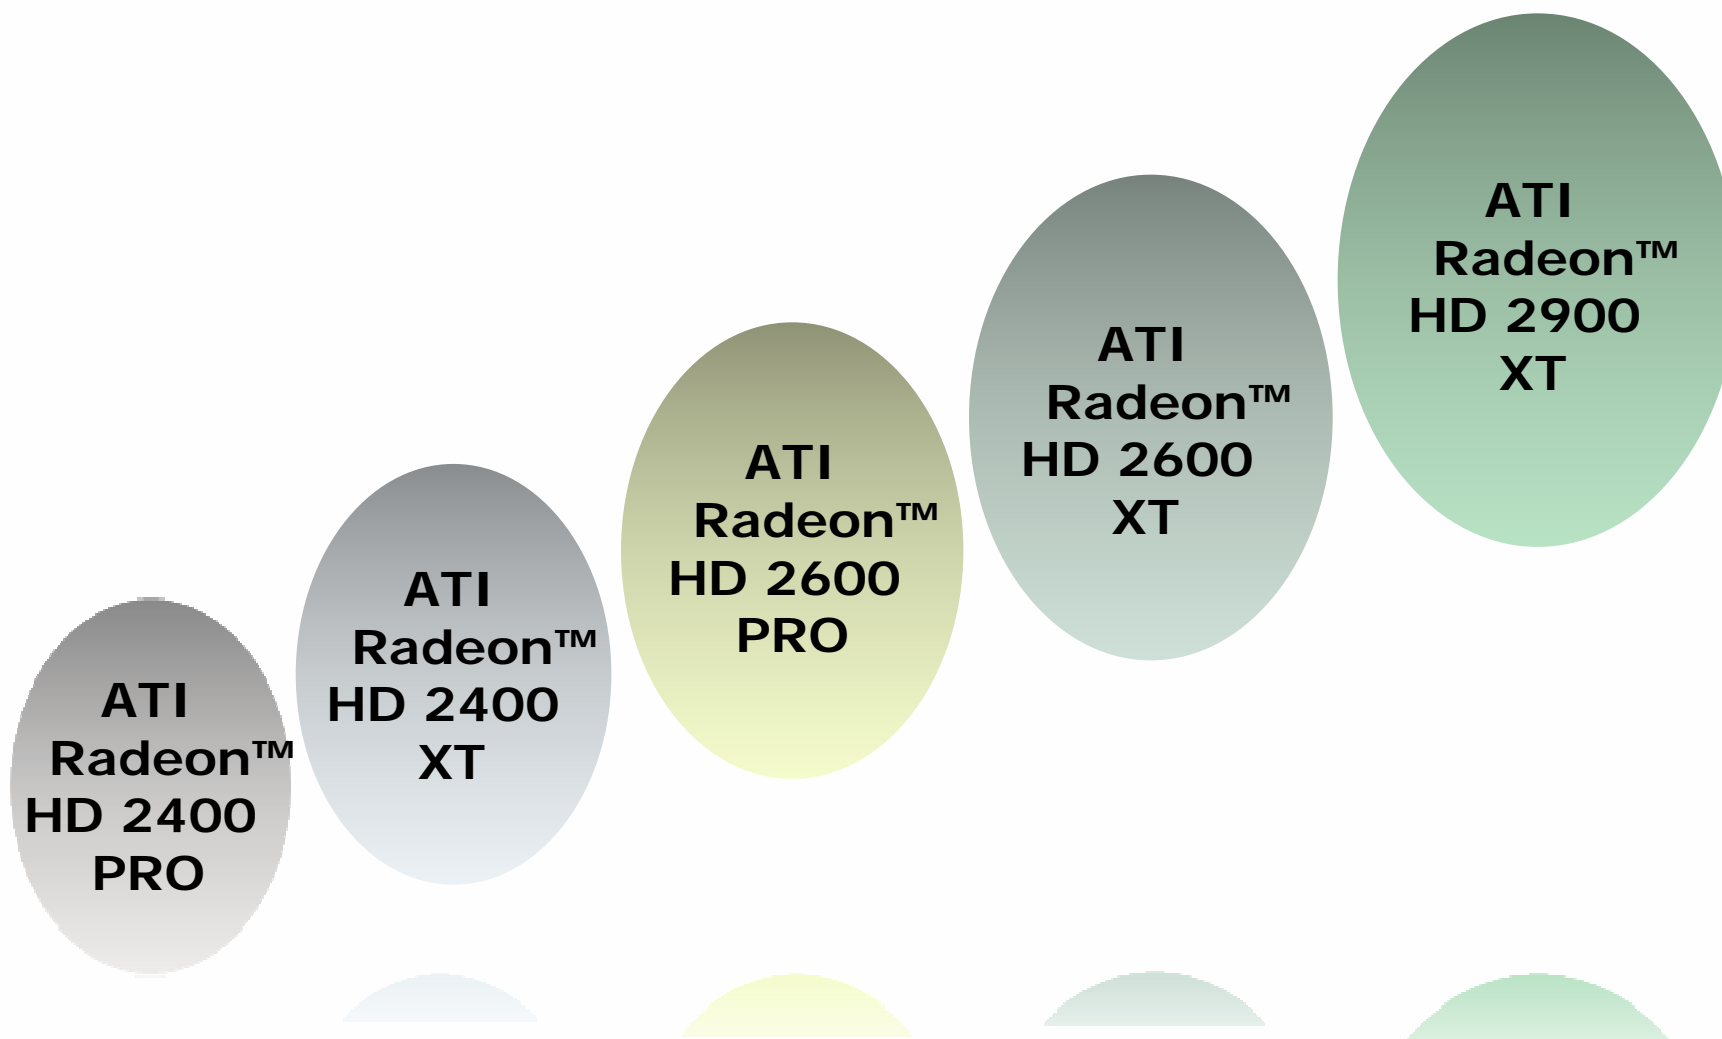 ATI
Radeon™
HD 2400
PRO
ATI
Radeon™
HD 2400
XT
ATI
Radeon™
HD 2600
PRO
ATI
Radeon™
HD 2600
XT
ATI
Radeon™
HD 2900
XT